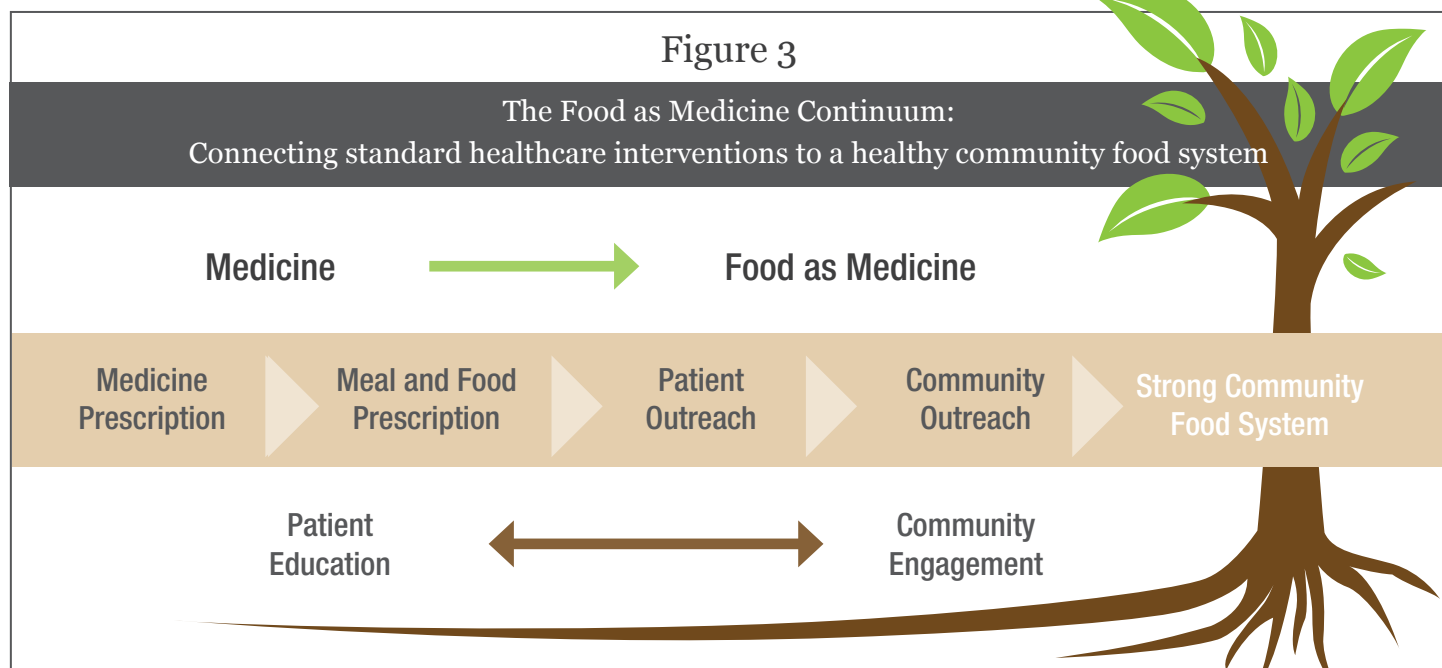 Figure 3
The Food as Medicine Continuum:
Connecting standard healthcare interventions to a healthy community food system
Medicine
Food as Medicine
Medicine
Prescription
Meal and Food
Prescription
Patient
Outreach
Community
Outreach
Strong Community
Food System
Patient
Education
Community
Engagement